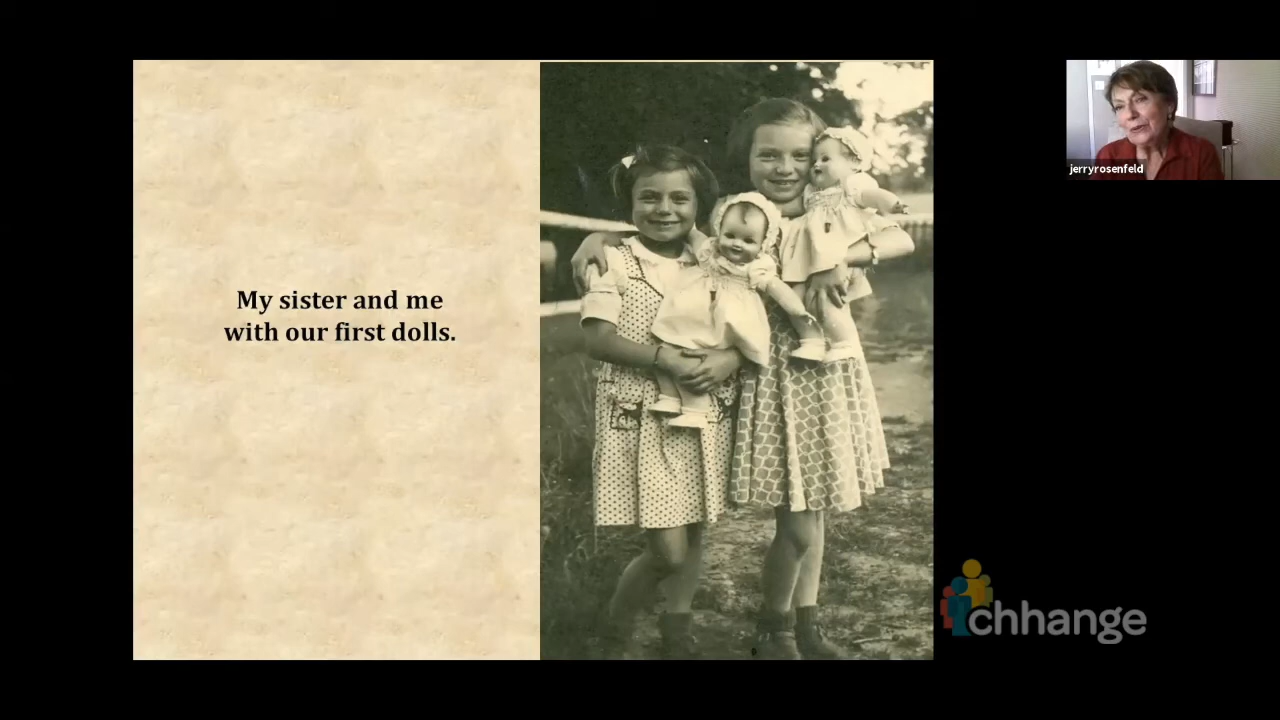 My sister and me
with our first dolls.
jerryrosenfeld
chhange